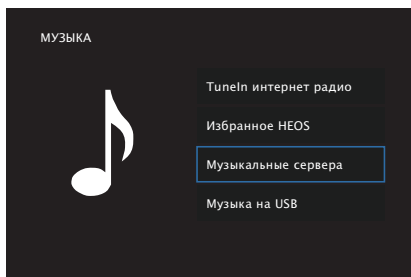 МУЗЫКА
TuneIn интернет радио
Избранное HEOS
Музыкальные сервера
Музыка на USB